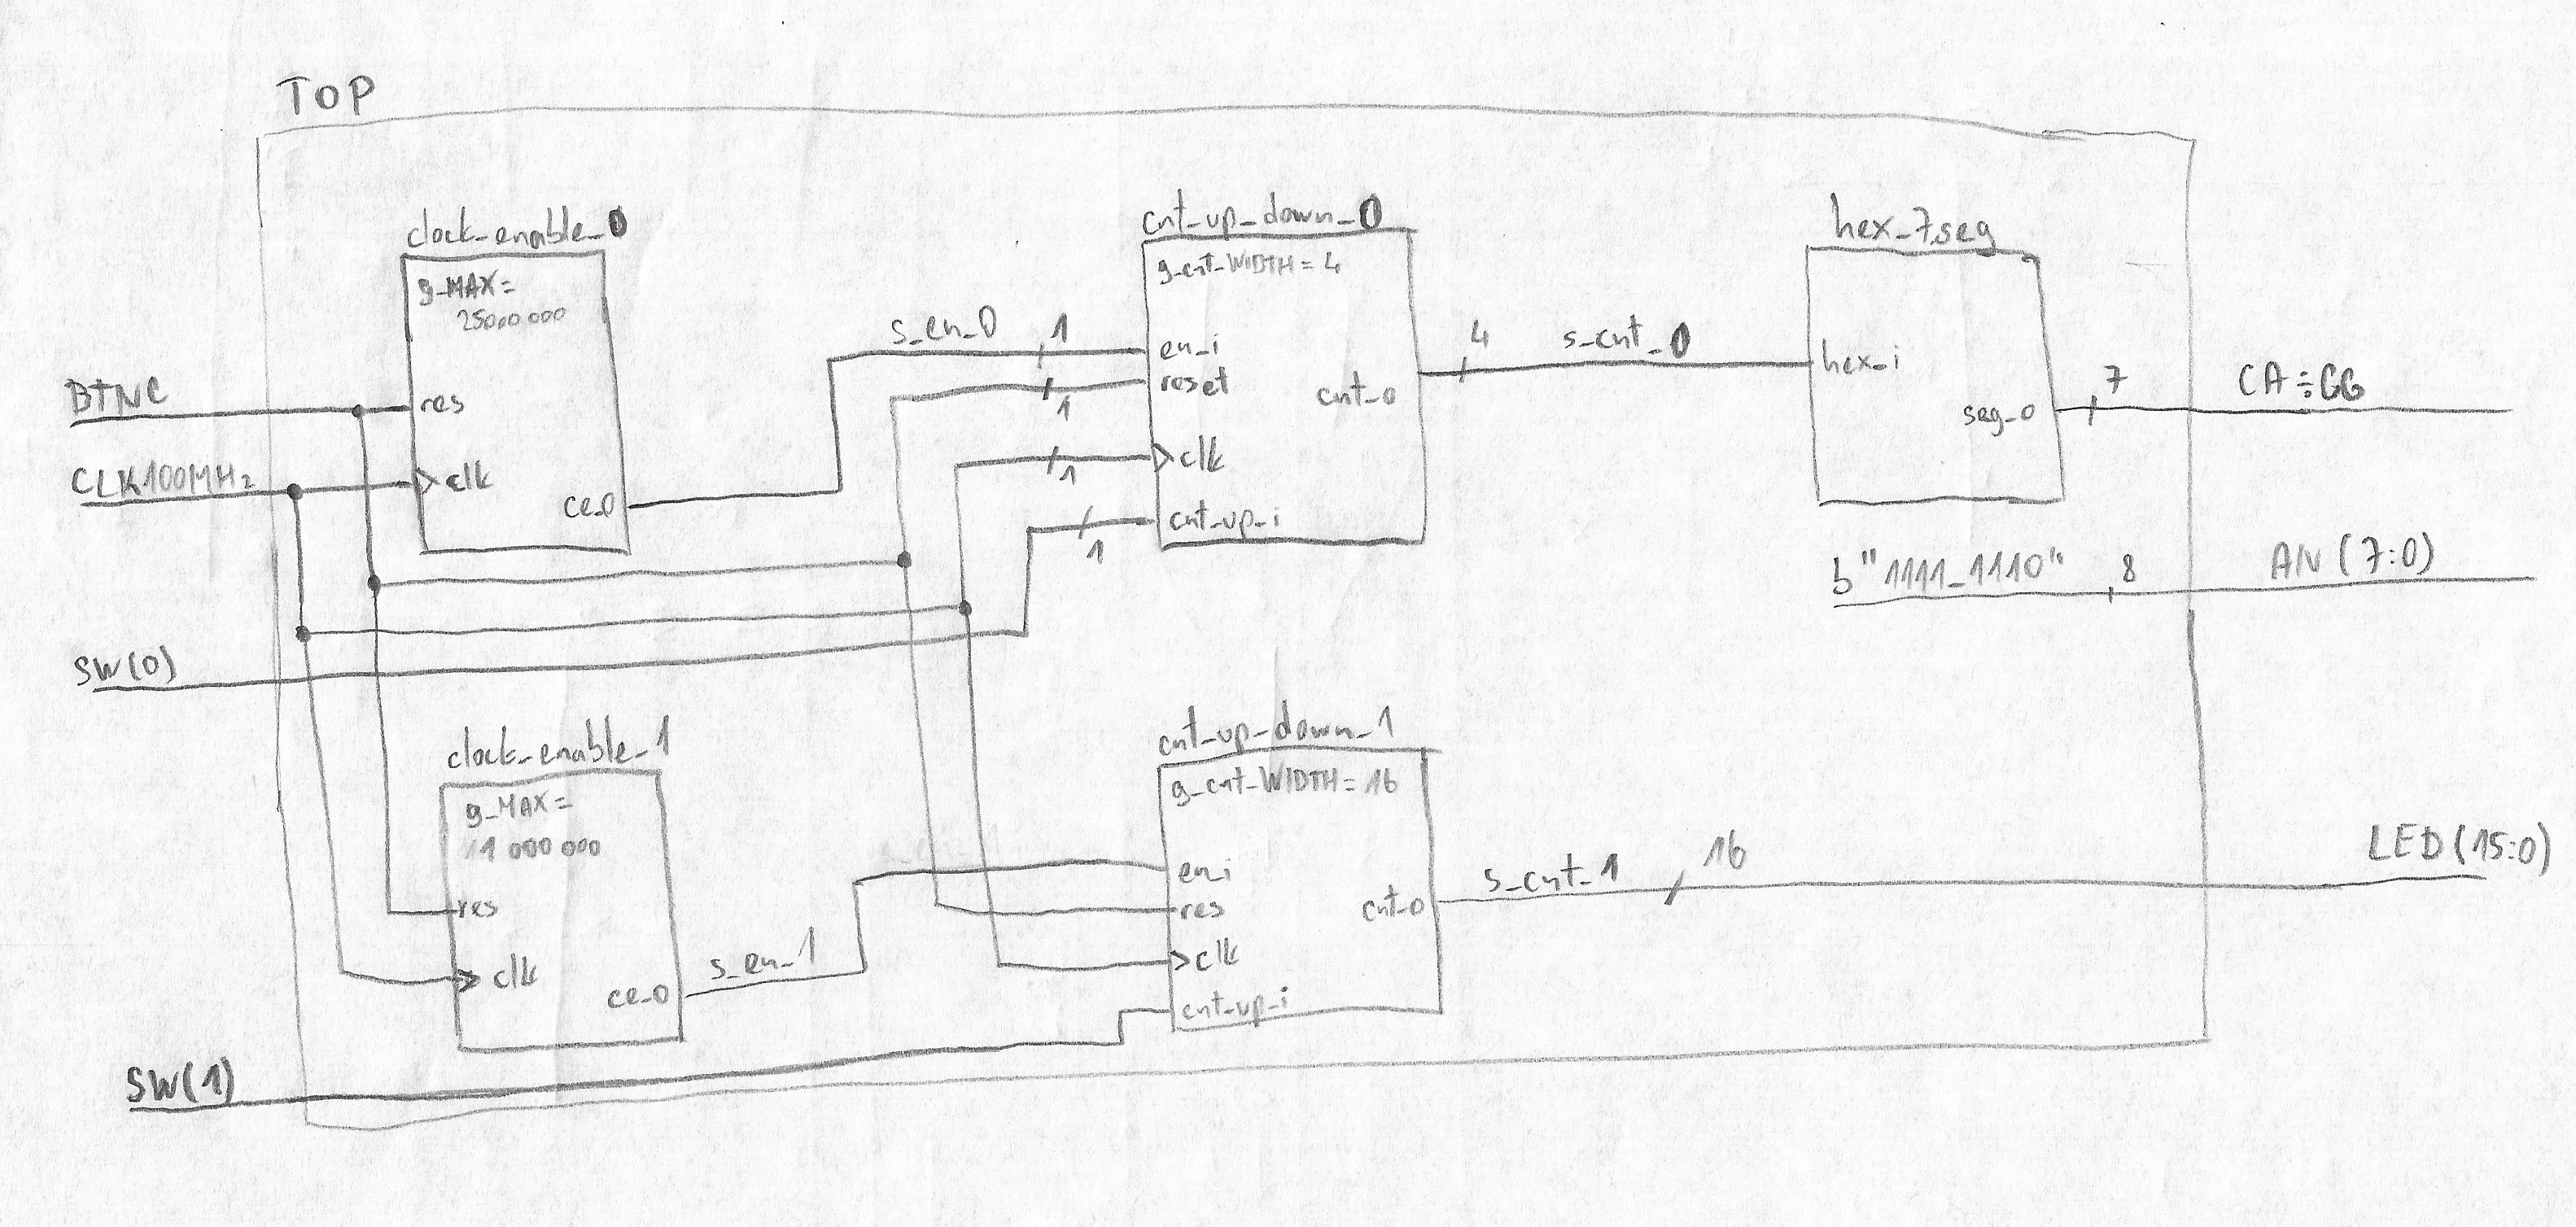 TOP
clock_enable_0
g_MAX=
25000000
res
clk
ce_o
BTNC
CLK100MHz
SW(0)
s_en_0
1
1
1
1
cnt_up_down_0
g_cnt_WIDTH = 4
en_i
reset
clk
cnt_up_i
cnt_o
4
s_cnt_0
hex_7seg
hex_i
seg_o
7
CA÷CG
b"1111_1110"
8
AN(7:0)
clock_enable_1
g_MAX=
res
clk
ce_o
s_en_1
SW(1)
cnt_up_down_1
g_cnt_WIDTH = 16
en_i
res
clk
cnt_up_i
cnt_o
s_cnt_1
16
LED(15:0)